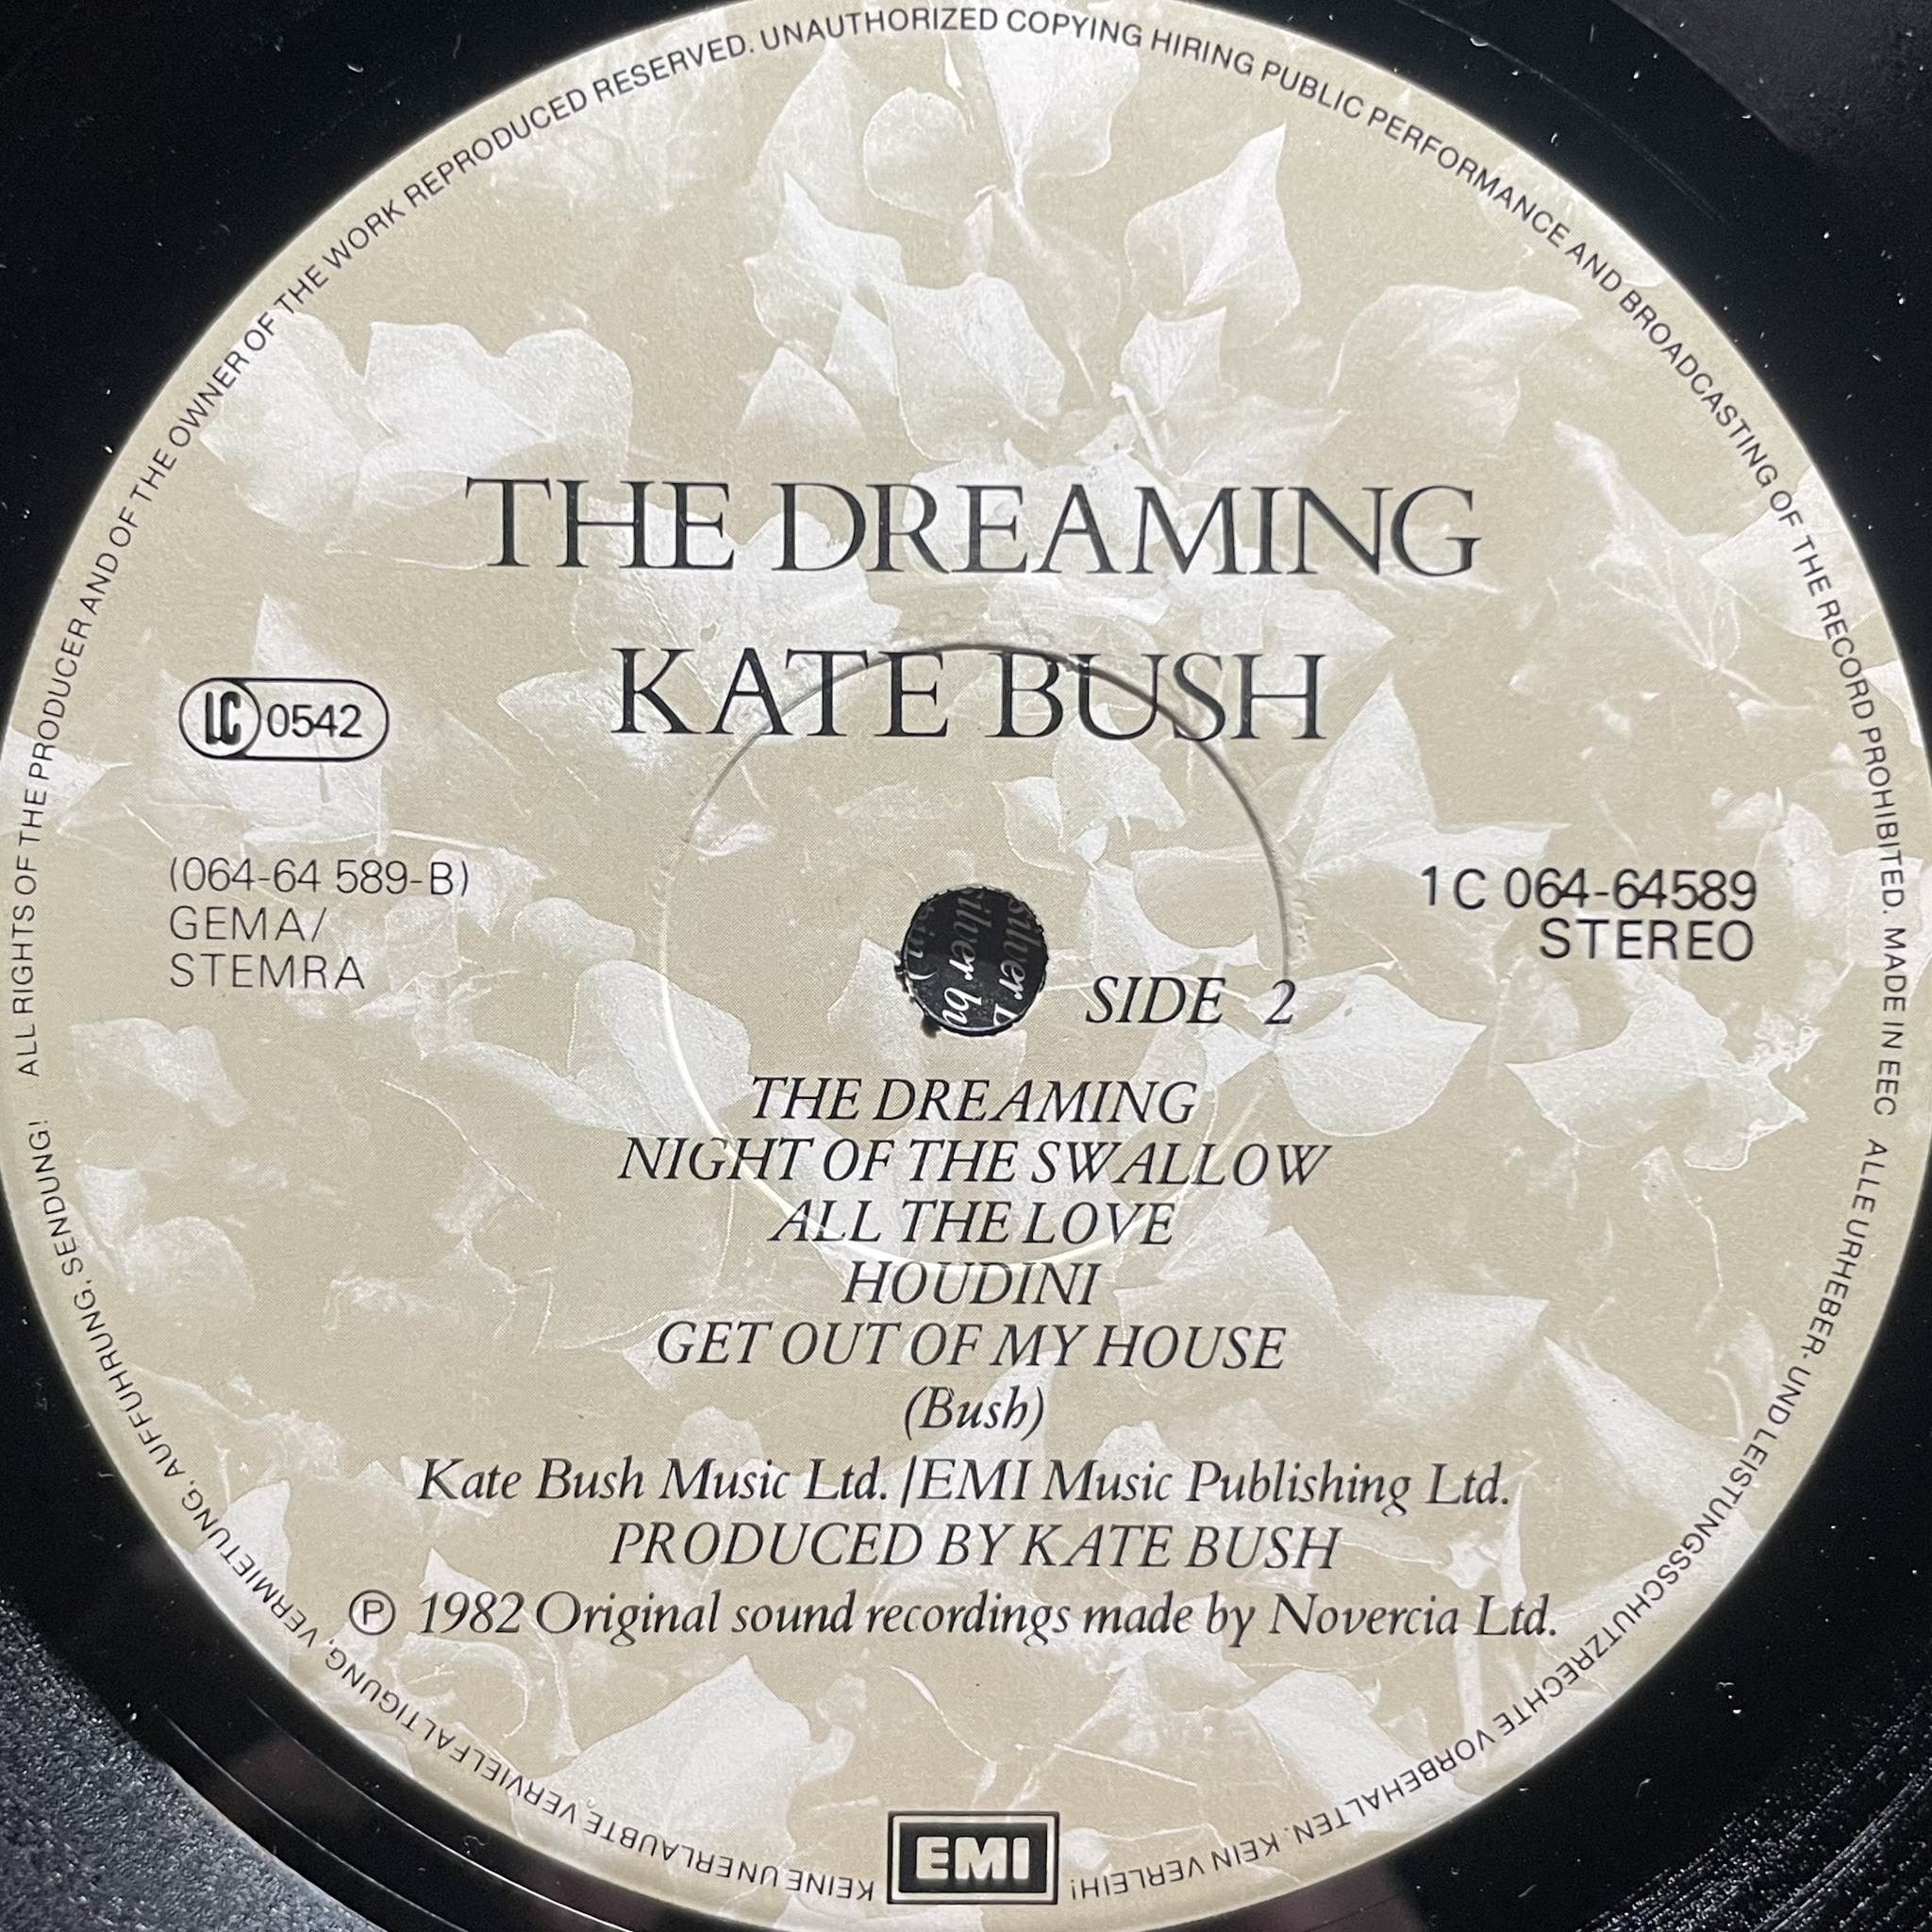 ALL RIGHTS OF THE PRODUCER AND OF THE OWNER OF THE WORK REPRODUCED RESERVED. UNAUTHORIZED COPYING HIRING PUBLIC PERFORMANCE AND BROADCASTING OF THE RECORD PROHIBITED. MADE IN EEC
THE DREAMING
KATE BUSH
LC 0542
(064-64 589-B)
GEMA/
STEMRA
1C 064-64589
STEREO
SIDE 2
THE DREAMING
NIGHT OF THE SWALLOW
ALL THE LOVE
HOUDINI
GET OUT OF MY HOUSE
(Bush)
Kate Bush Music Ltd./EMI Music Publishing Ltd.
PRODUCED BY KATE BUSH
Ⓟ 1982 Original sound recordings made by Novercia Ltd.
EMI
ALLE URHEBER- UND LEISTUNGSSCHUTZRECHTE VORBEHALTEN. KEIN VERLEIH! KEINE UNERLAUBTE VERVIELFALTIGUNG, VERMIETUNG, AUFFÜHRUNG, SENDUNG!